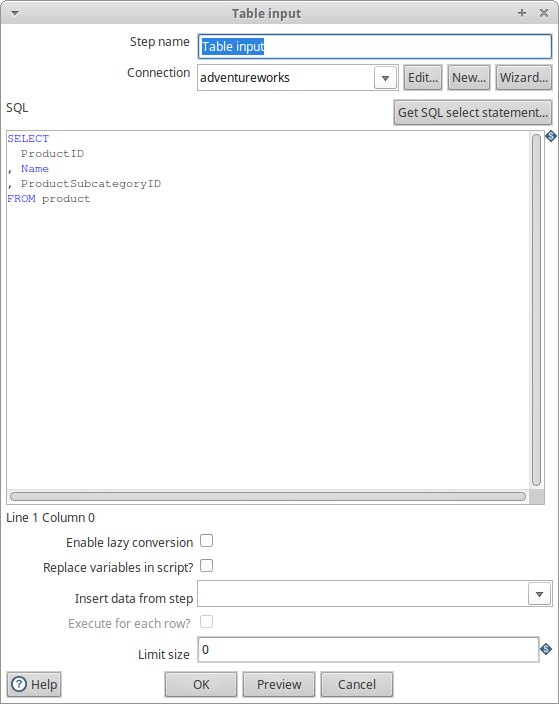 Table input
Step name Table input
Connection adventureworks Edit... New... Wizard...
SQL Get SQL select statement...
SELECT
  ProductID
, Name
, ProductSubcategoryID
FROM product
Line 1 Column 0
Enable lazy conversion
Replace variables in script?
Insert data from step
Execute for each row?
Limit size 0
Help OK Preview Cancel